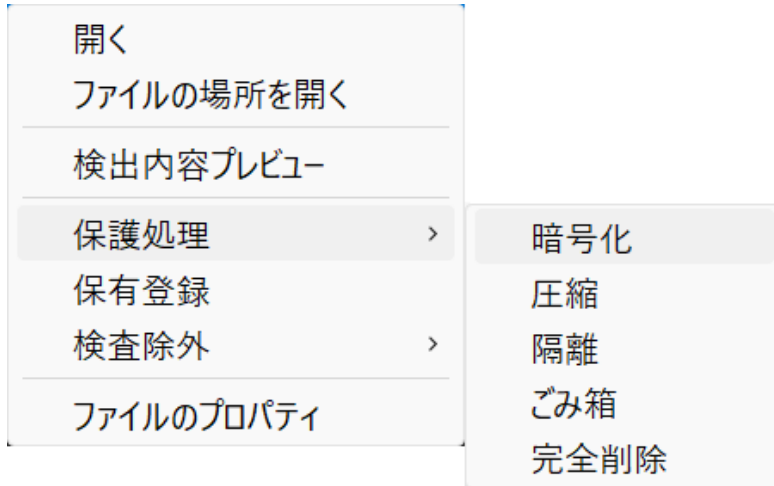 開く
ファイルの場所を開く
検出内容プレビュー
保護処理
保有登録
検査除外
ファイルのプロパティ
暗号化
圧縮
隔離
ごみ箱
完全削除